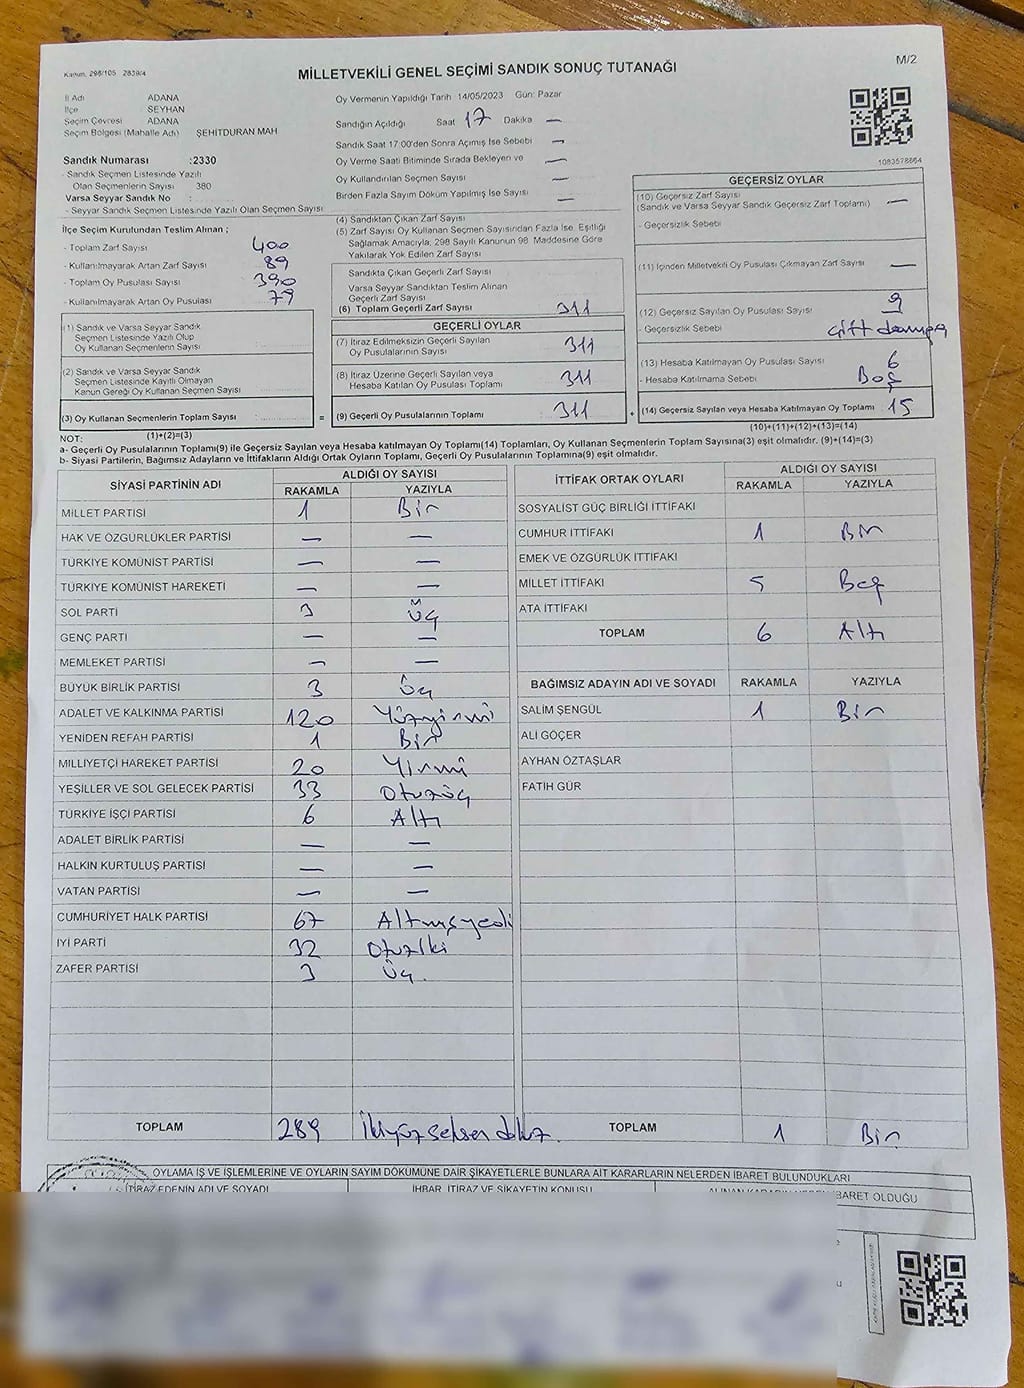 Kanun, 298/105 2839/4
MİLLETVEKİLİ GENEL SEÇİMİ SANDIK SONUÇ TUTANAĞI
M/2
İl Adı ADANA
İlçe SEYHAN
Seçim Çevresi ADANA
Seçim Bölgesi (Mahalle Adı) ŞEHİTDURAN MAH
Sandık Numarası :2330
- Sandık Seçmen Listesinde Yazılı
Olan Seçmenlerin Sayısı 380
Varsa Seyyar Sandık No :
- Seyyar Sandık Seçmen Listesinde Yazılı Olan Seçmen Sayısı
Oy Vermenin Yapıldığı Tarih 14/05/2023 Gün: Pazar
Sandığın Açıldığı Saat 17 Dakika —
Sandık Saat 17:00'den Sonra Açımış İse Sebebi —
Oy Verme Saati Bitiminde Sırada Bekleyen ve —
Oy Kullandırılan Seçmen Sayısı —
Birden Fazla Sayım Döküm Yapılmış İse Sayısı —
1083578864
İlçe Seçim Kurulundan Teslim Alınan ;
- Toplam Zarf Sayısı 400
- Kullanılmayarak Artan Zarf Sayısı 89
- Toplam Oy Pusulası Sayısı 390
- Kullanılmayarak Artan Oy Pusulası 79
(1) Sandık ve Varsa Seyyar Sandık
Seçmen Listesinde Yazılı Olup
Oy Kullanan Seçmenlerin Sayısı
(2) Sandık ve Varsa Seyyar Sandık
Seçmen Listesinde Kayıtlı Olmayan
Kanun Gereği Oy Kullanan Seçmen Sayısı
(3) Oy Kullanan Seçmenlerin Toplam Sayısı =
(1)+(2)=(3)
(4) Sandıktan Çıkan Zarf Sayısı
(5) Zarf Sayısı Oy Kullanan Seçmen Sayısından Fazla İse, Eşitliği
Sağlamak Amacıyla; 298 Sayılı Kanunun 98. Maddesine Göre
Yakılarak Yok Edilen Zarf Sayısı
Sandıkta Çıkan Geçerli Zarf Sayısı
Varsa Seyyar Sandıktan Teslim Alınan
Geçerli Zarf Sayısı
(6) Toplam Geçerli Zarf Sayısı 311
GEÇERLİ OYLAR
(7) İtiraz Edilmeksizin Geçerli Sayılan
Oy Pusulalarının Sayısı 311
(8) İtiraz Üzerine Geçerli Sayılan veya
Hesaba Katılan Oy Pusulası Toplamı 311
(9) Geçerli Oy Pusulalarının Toplamı 311 +
GEÇERSİZ OYLAR
(10) Geçersiz Zarf Sayısı
(Sandık ve Varsa Seyyar Sandık Geçersiz Zarf Toplamı) —
- Geçersizlik Sebebi
(11) İçinden Milletvekili Oy Pusulası Çıkmayan Zarf Sayısı —
(12) Geçersiz Sayılan Oy Pusulası Sayısı 9
- Geçersizlik Sebebi çift damga
(13) Hesaba Katılmayan Oy Pusulası Sayısı 6
- Hesaba Katılmama Sebebi Boş
(14) Geçersiz Sayılan veya Hesaba Katılmayan Oy Toplamı 15
(10)+(11)+(12)+(13)=(14)
NOT:
a- Geçerli Oy Pusulalarının Toplamı(9) ile Geçersiz Sayılan veya Hesaba katılmayan Oy Toplamı(14) Toplamları, Oy Kullanan Seçmenlerin Toplam Sayısına(3) eşit olmalıdır. (9)+(14)=(3)
b- Siyasi Partilerin, Bağımsız Adayların ve İttifakların Aldığı Ortak Oyların Toplamı, Geçerli Oy Pusulalarının Toplamına(9) eşit olmalıdır.
SİYASİ PARTİNİN ADI ALDIĞI OY SAYISI
RAKAMLA YAZIYLA
MİLLET PARTİSİ 1 Bir
HAK VE ÖZGÜRLÜKLER PARTİSİ — —
TÜRKİYE KOMÜNİST PARTİSİ — —
TÜRKİYE KOMÜNİST HAREKETİ — —
SOL PARTİ 3 Üç
GENÇ PARTİ — —
MEMLEKET PARTİSİ — —
BÜYÜK BİRLİK PARTİSİ 3 Üç
ADALET VE KALKINMA PARTİSİ 120 Yüzyirmi
YENİDEN REFAH PARTİSİ 1 Bir
MİLLİYETÇİ HAREKET PARTİSİ 20 Yirmi
YEŞİLLER VE SOL GELECEK PARTİSİ 33 Otuzüç
TÜRKİYE İŞÇİ PARTİSİ 6 Altı
ADALET BİRLİK PARTİSİ — —
HALKIN KURTULUŞ PARTİSİ — —
VATAN PARTİSİ — —
CUMHURİYET HALK PARTİSİ 67 Altmışyedi
İYİ PARTİ 32 Otuziki
ZAFER PARTİSİ 3 Üç.
TOPLAM 289 İkiyüz seksen dokuz.
İTTİFAK ORTAK OYLARI ALDIĞI OY SAYISI
RAKAMLA YAZIYLA
SOSYALİST GÜÇ BİRLİĞİ İTTİFAKI
CUMHUR İTTİFAKI 1 Bir
EMEK VE ÖZGÜRLÜK İTTİFAKI
MİLLET İTTİFAKI 5 Beş
ATA İTTİFAKI
TOPLAM 6 Altı
BAĞIMSIZ ADAYIN ADI VE SOYADI RAKAMLA YAZIYLA
SALİM ŞENGÜL 1 Bir
ALİ GÖÇER
AYHAN ÖZTAŞLAR
FATİH GÜR
TOPLAM 1 Bir
OYLAMA İŞ VE İŞLEMLERİNE VE OYLARIN SAYIM DÖKÜMÜNE DAİR ŞİKAYETLERLE BUNLARA AİT KARARLARIN NELERDEN İBARET BULUNDUKLARI
İTİRAZ EDENİN ADI VE SOYADI İHBAR, İTİRAZ VE ŞİKAYETİN KONUSU ALINAN KARARIN NEDEN İBARET OLDUĞU